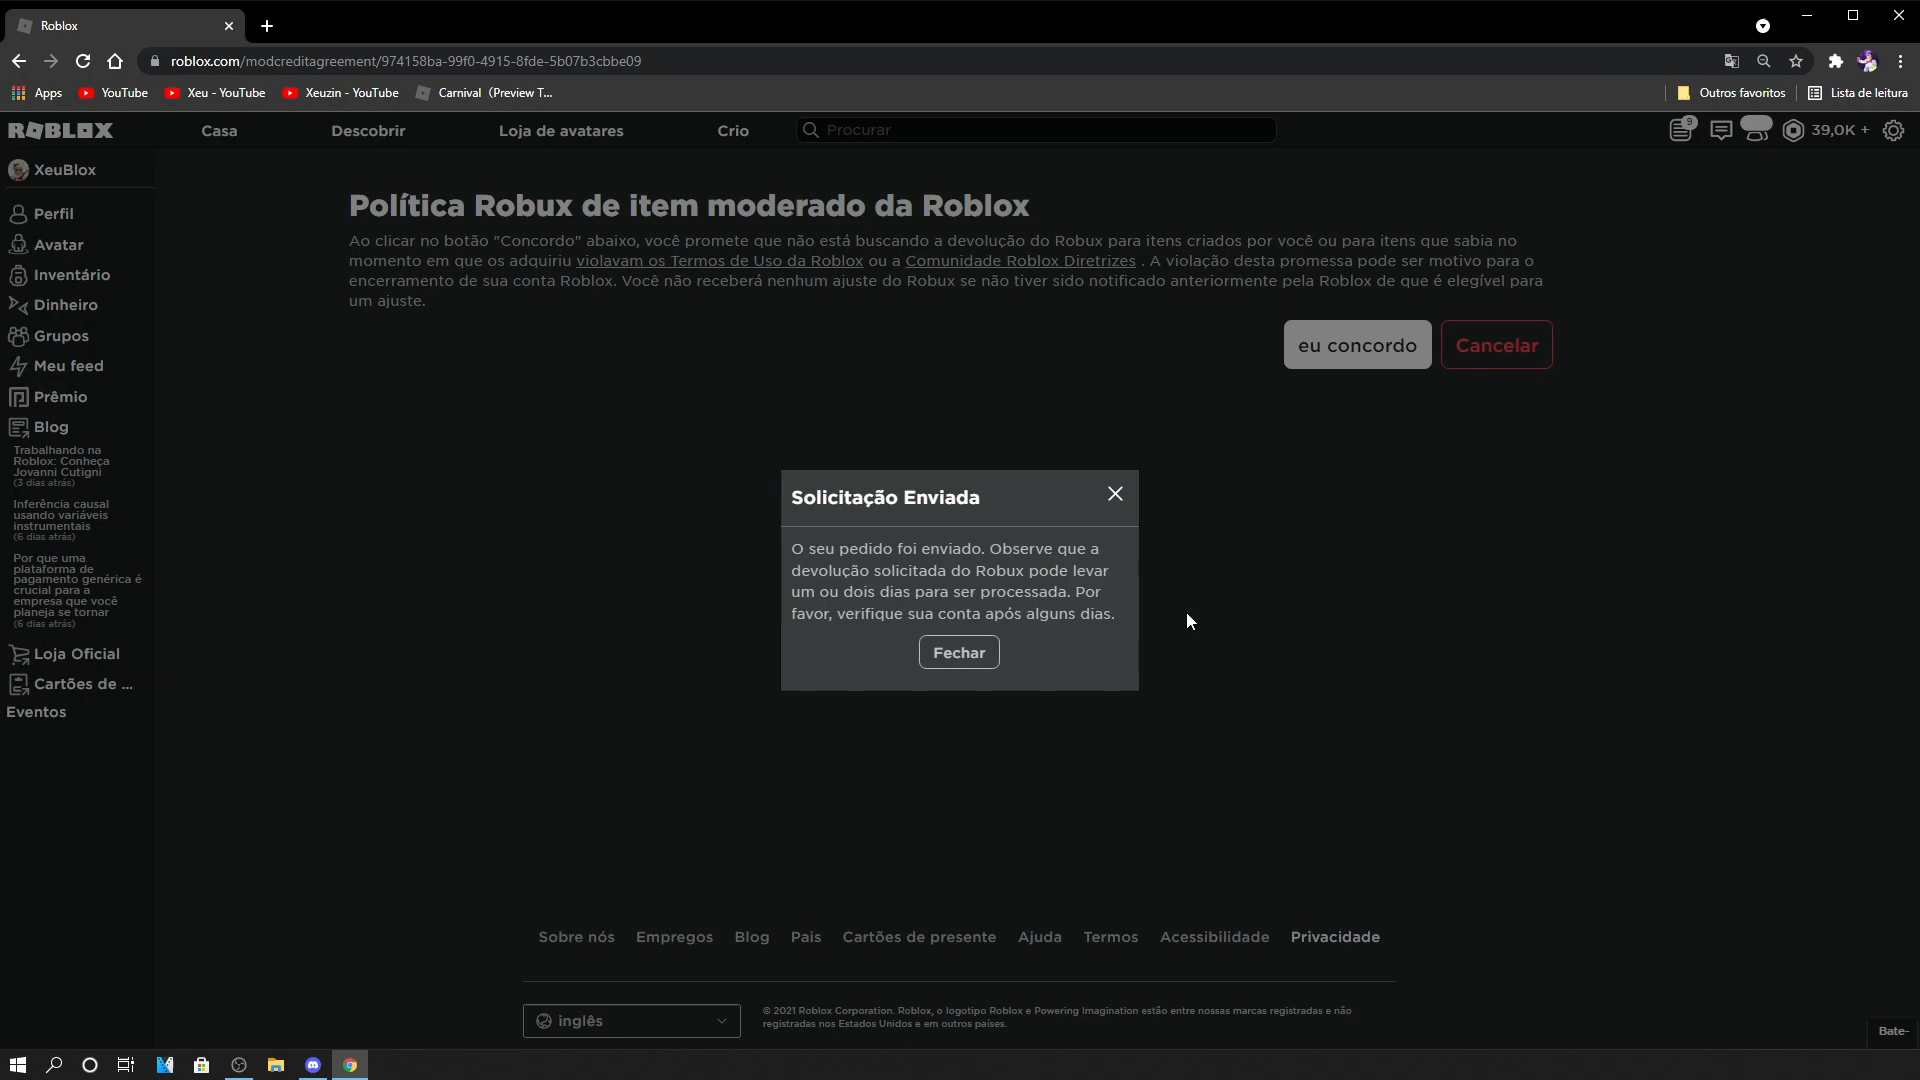 Roblox
roblox.com/modcreditagreement/974158ba-99f0-4915-8fde-5b07b3cbbe09
Apps YouTube Xeu - YouTube Xeuzin - YouTube Carnival (Preview T... Outros favoritos Lista de leitura
ROBLOX Casa Descobrir Loja de avatares Crio Procurar 9 39,0K +
XeuBlox
Perfil
Avatar
Inventário
Dinheiro
Grupos
Meu feed
Prêmio
Blog
Trabalhando na
Roblox: Conheça
Jovanni Cutigni
(3 dias atrás)
Inferência causal
usando variáveis
instrumentais
(6 dias atrás)
Por que uma
plataforma de
pagamento genérica é
crucial para a
empresa que você
planeja se tornar
(6 dias atrás)
Loja Oficial
Cartões de ...
Eventos
Política Robux de item moderado da Roblox
Ao clicar no botão "Concordo" abaixo, você promete que não está buscando a devolução do Robux para itens criados por você ou para itens que sabia no
momento em que os adquiriu violavam os Termos de Uso da Roblox ou a Comunidade Roblox Diretrizes . A violação desta promessa pode ser motivo para o
encerramento de sua conta Roblox. Você não receberá nenhum ajuste do Robux se não tiver sido notificado anteriormente pela Roblox de que é elegível para
um ajuste.
eu concordo Cancelar
Solicitação Enviada
O seu pedido foi enviado. Observe que a
devolução solicitada do Robux pode levar
um ou dois dias para ser processada. Por
favor, verifique sua conta após alguns dias.
Fechar
Sobre nós Empregos Blog Pais Cartões de presente Ajuda Termos Acessibilidade Privacidade
inglês
© 2021 Roblox Corporation. Roblox, o logotipo Roblox e Powering Imagination estão entre nossas marcas registradas e não
registradas nos Estados Unidos e em outros países.
Bate-